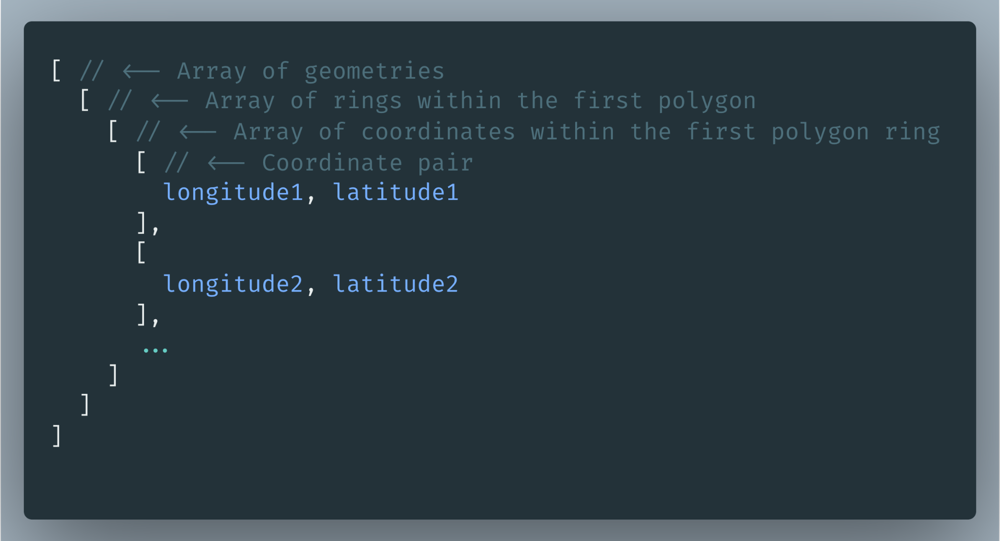 [ // <-- Array of geometries
[ // <-- Array of rings within the first polygon
[ // <-- Array of coordinates within the first polygon ring
[ // <-- Coordinate pair
longitude1, latitude1
],
[
longitude2, latitude2
],
...
]
]
]